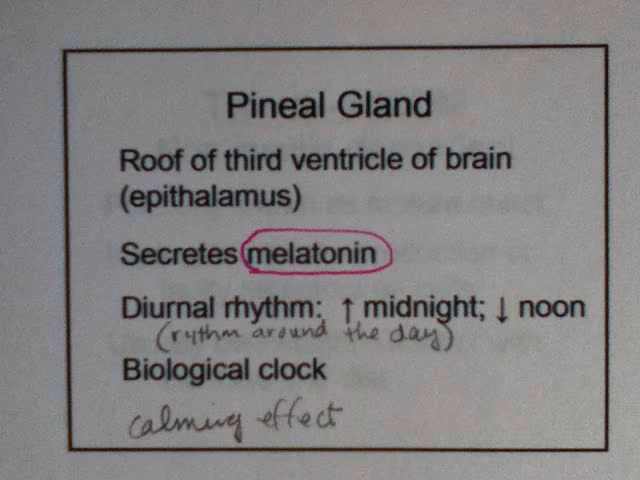 Pineal Gland
Roof of third ventricle of brain
(epithalamus)
Secretes melatonin
Diurnal rhythm: ↑ midnight; ↓ noon
(rythm around the day)
Biological clock
calming effect